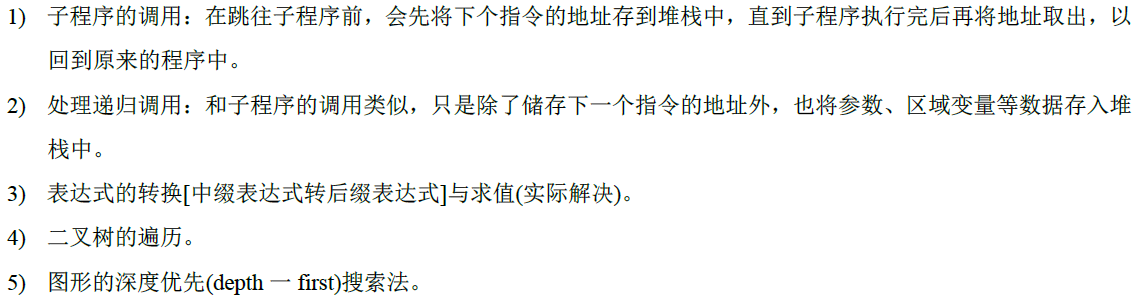 1) 子程序的调用：在跳往子程序前，会先将下个指令的地址存到堆栈中，直到子程序执行完后再将地址取出，以
回到原来的程序中。
2) 处理递归调用：和子程序的调用类似，只是除了储存下一个指令的地址外，也将参数、区域变量等数据存入堆
栈中。
3) 表达式的转换[中缀表达式转后缀表达式]与求值(实际解决)。
4) 二叉树的遍历。
5) 图形的深度优先(depth 一 first)搜索法。